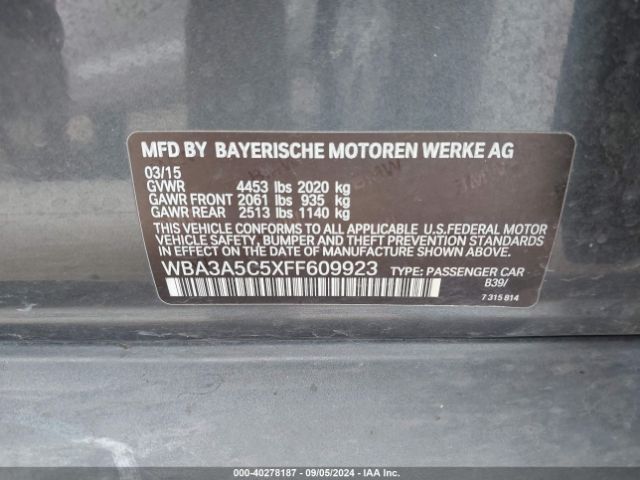 MFD BY BAYERISCHE MOTOREN WERKE AG
03/15
GVWR 4453 lbs 2020 kg
GAWR FRONT 2061 lbs 935 kg
GAWR REAR 2513 lbs 1140 kg
THIS VEHICLE CONFORMS TO ALL APPLICABLE U.S.FEDERAL MOTOR
VEHICLE SAFETY, BUMPER AND THEFT PREVENTION STANDARDS
IN EFFECT ON THE DATE OF MANUFACTURE SHOWN ABOVE.
WBA3A5C5XFF609923 TYPE: PASSENGER CAR
B39/
7 315 814
000-40278187 - 09/05/2024 - IAA Inc.